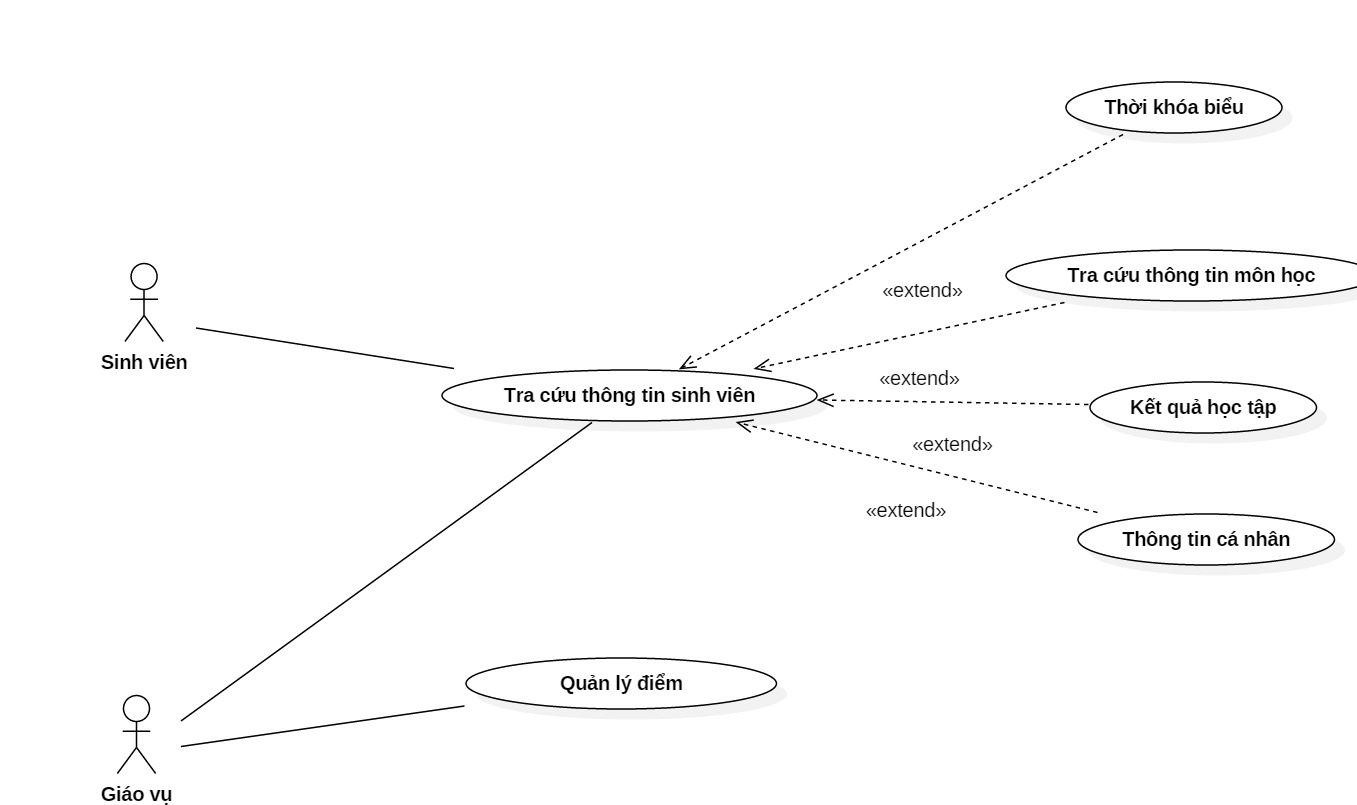 Thời khóa biểu
Tra cứu thông tin môn học
«extend»
Sinh viên
«extend»
Tra cứu thông tin sinh viên
Kết quả học tập
«extend»
«extend»
Thông tin cá nhân
Quản lý điểm
Giáo vụ